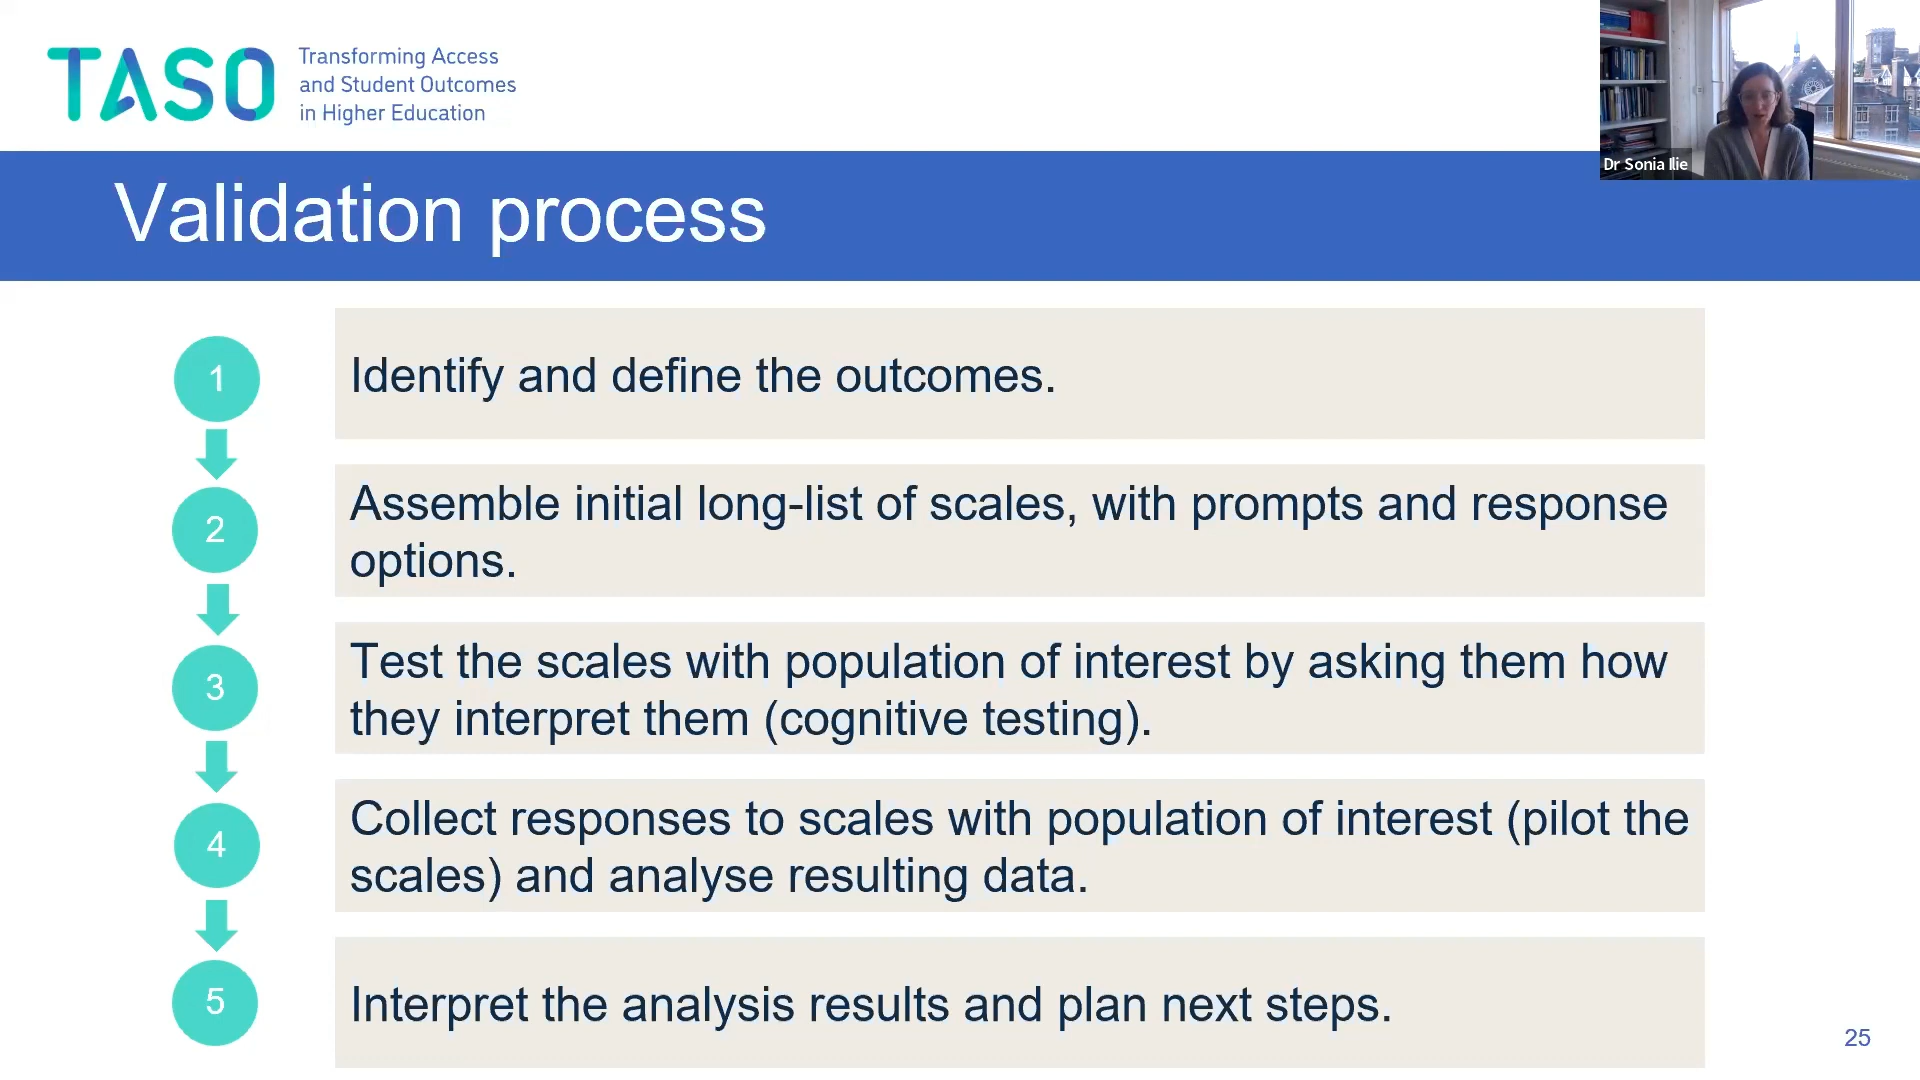 TASO
Transforming Access
and Student Outcomes
in Higher Education
Dr Sonia Ilie
Validation process
1
Identify and define the outcomes.
2
Assemble initial long-list of scales, with prompts and response
options.
3
Test the scales with population of interest by asking them how
they interpret them (cognitive testing).
4
Collect responses to scales with population of interest (pilot the
scales) and analyse resulting data.
5
Interpret the analysis results and plan next steps.
25